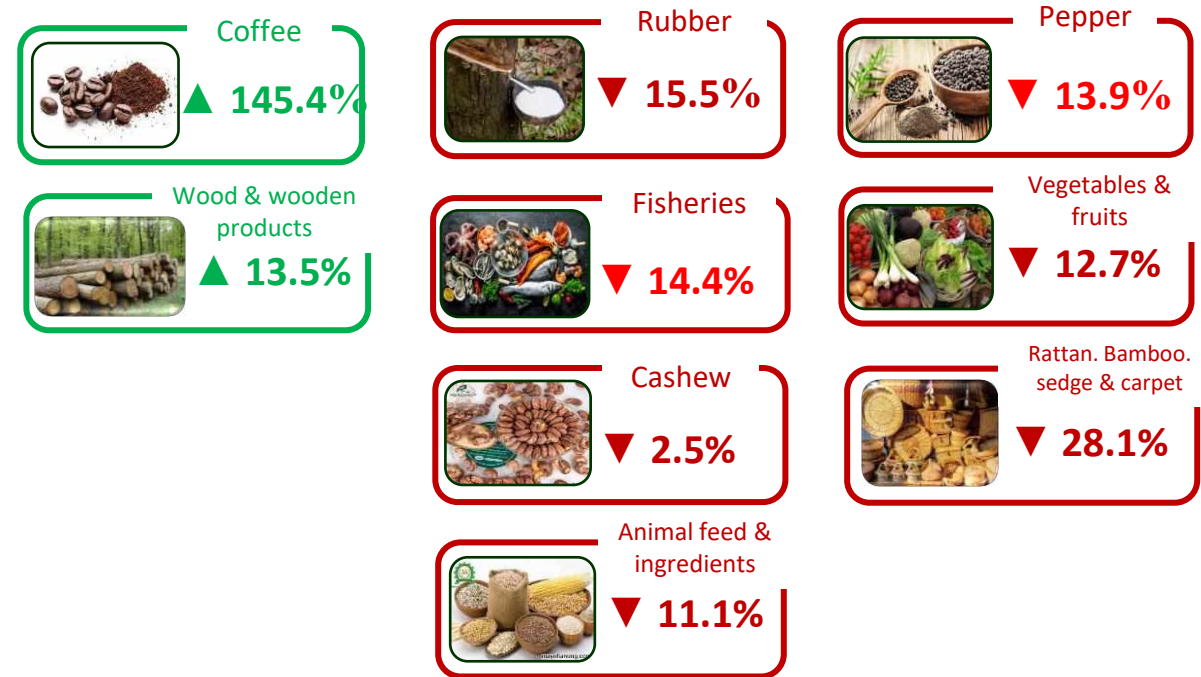 Coffee
▲ 145.4%
Wood & wooden
products
▲ 13.5%
Rubber
▼ 15.5%
Fisheries
▼ 14.4%
Cashew
▼ 2.5%
Animal feed &
ingredients
▼ 11.1%
Pepper
▼ 13.9%
Vegetables &
fruits
▼ 12.7%
Rattan. Bamboo.
sedge & carpet
▼ 28.1%